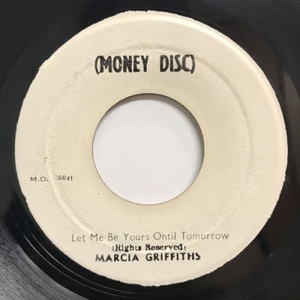 (MONEY DISC)
M.O.
Let Me Be Yours Ontil Tomorrow
(Rights Reserved)
MARCIA GRIFFITHS